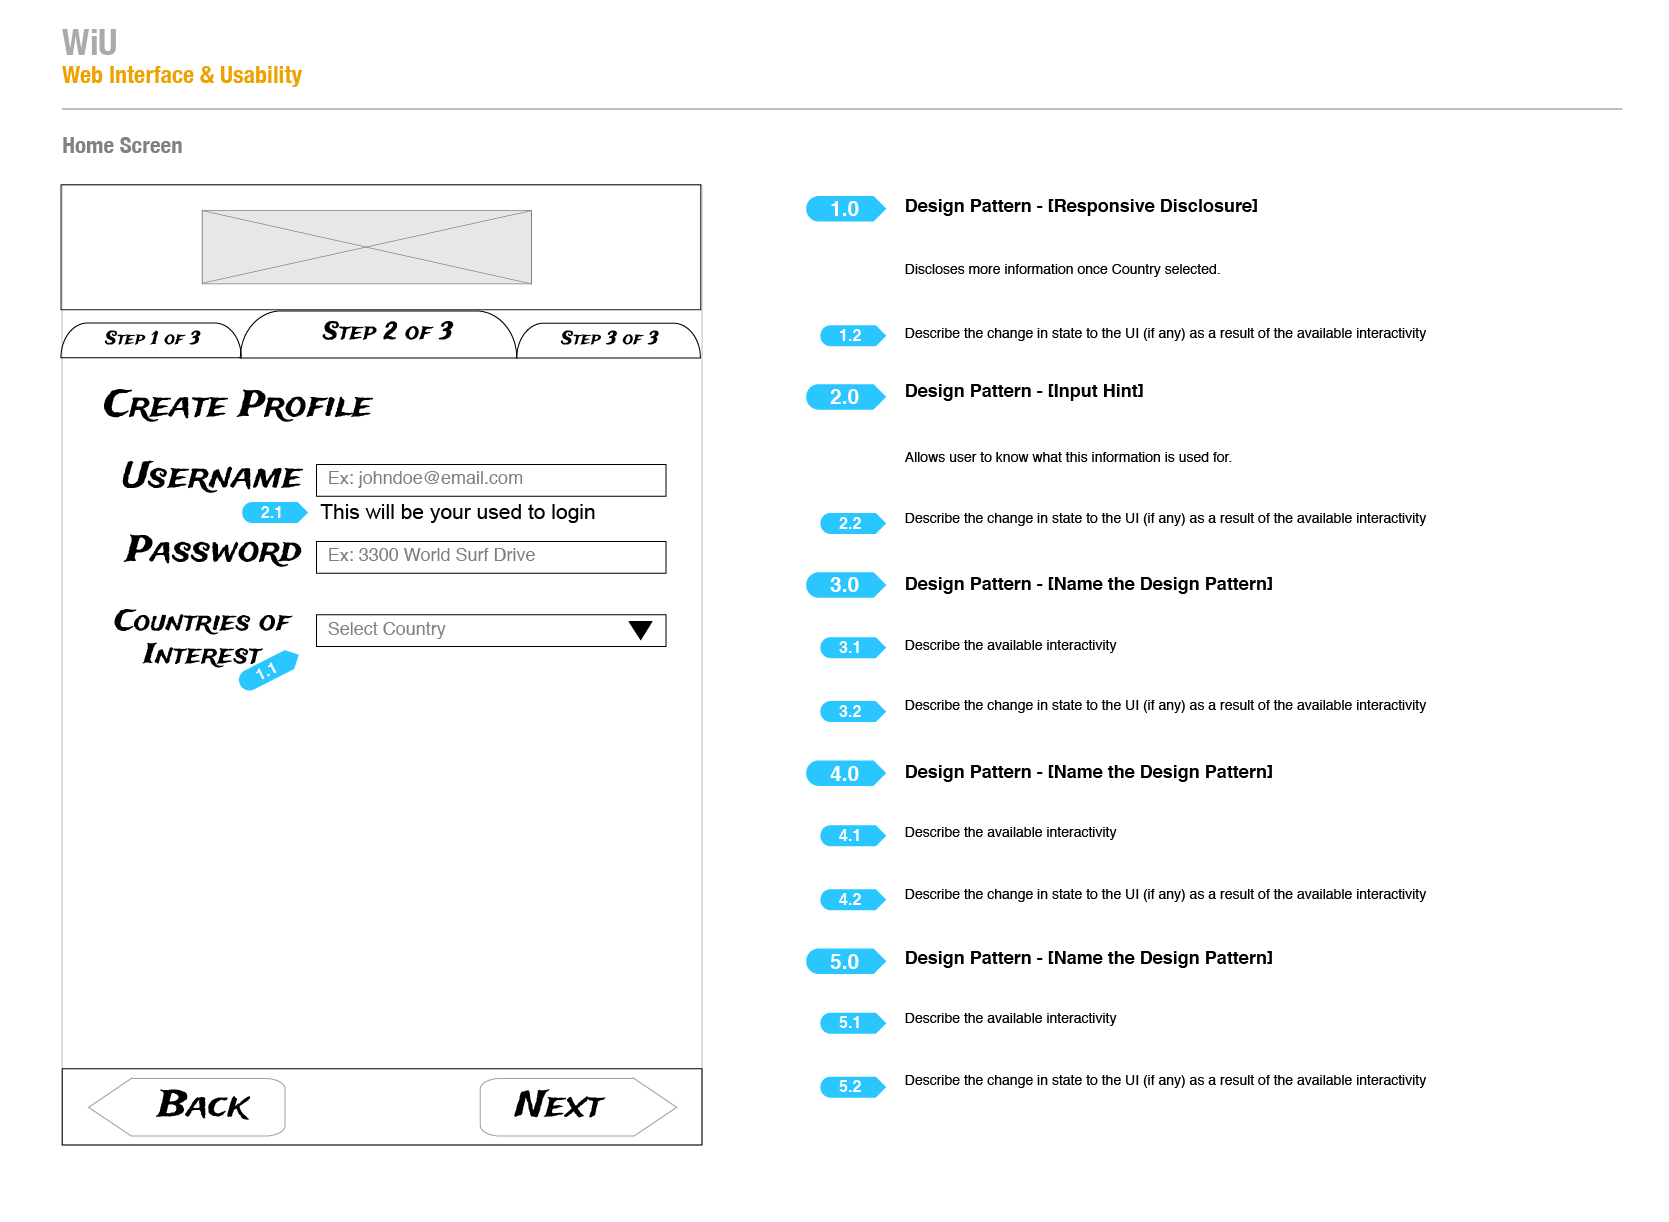 WiU
Web Interface & Usability
Home Screen
Step 1 of 3
Step 2 of 3
Step 3 of 3
Create Profile
Username
Ex: johndoe@email.com
2.1
This will be your used to login
Password
Ex: 3300 World Surf Drive
Countries of
Interest
Select Country
1.1
Back
Next
1.0
Design Pattern - [Responsive Disclosure]
Discloses more information once Country selected.
1.2
Describe the change in state to the UI (if any) as a result of the available interactivity
2.0
Design Pattern - [Input Hint]
Allows user to know what this information is used for.
2.2
Describe the change in state to the UI (if any) as a result of the available interactivity
3.0
Design Pattern - [Name the Design Pattern]
3.1
Describe the available interactivity
3.2
Describe the change in state to the UI (if any) as a result of the available interactivity
4.0
Design Pattern - [Name the Design Pattern]
4.1
Describe the available interactivity
4.2
Describe the change in state to the UI (if any) as a result of the available interactivity
5.0
Design Pattern - [Name the Design Pattern]
5.1
Describe the available interactivity
5.2
Describe the change in state to the UI (if any) as a result of the available interactivity